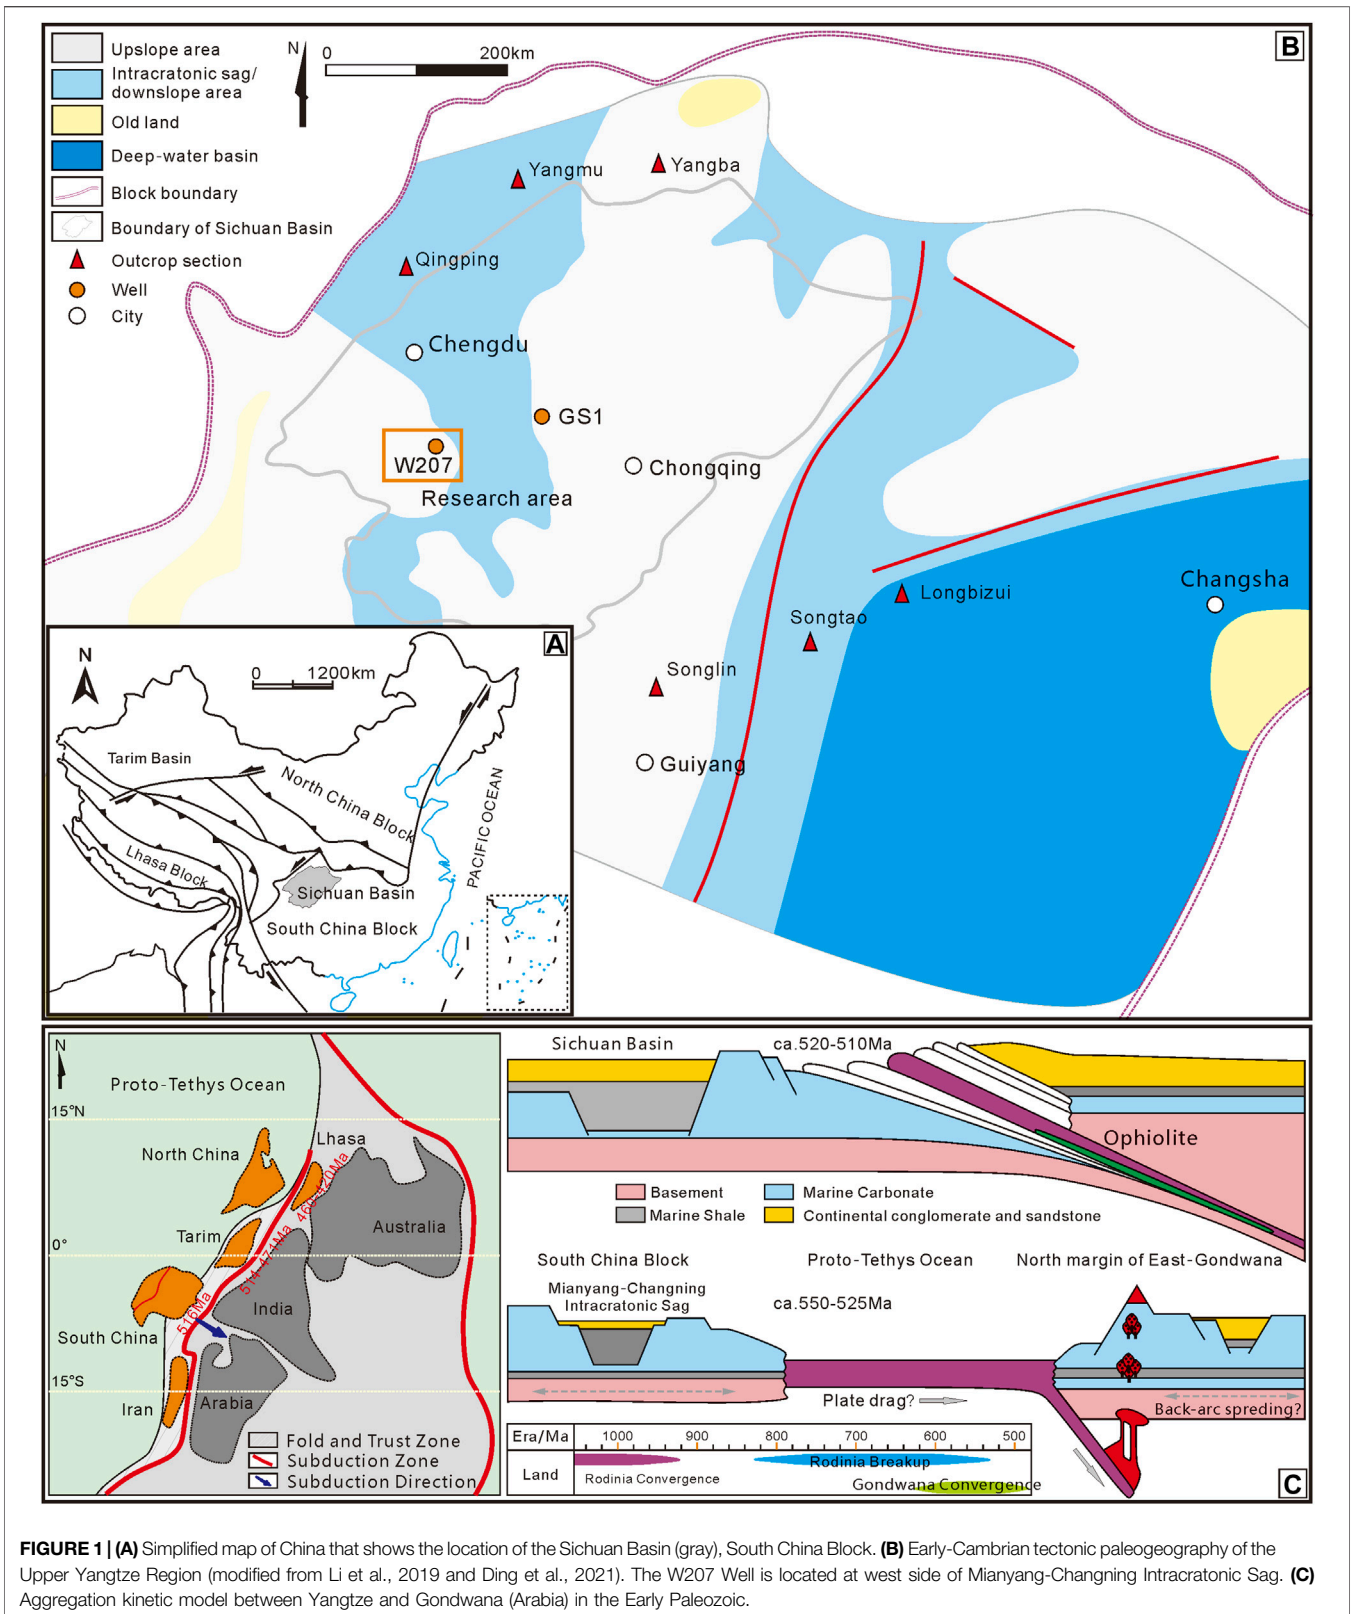 Upslope area
Intracratonic sag/
downslope area
Old land
Deep-water basin
Block boundary
Boundary of Sichuan Basin
Outcrop section
Well
City
N
0 200km
B
Yangmu
Yangba
Qingping
Chengdu
GS1
W207
Research area
Chongqing
Changsha
Longbizui
Songtao
Songlin
Guiyang
A
N
0 1200km
Tarim Basin
North China Block
PACIFIC OCEAN
Lhasa Block
Sichuan Basin
South China Block
N
Proto-Tethys Ocean
15°N
Lhasa
North China
460-420Ma
Australia
Tarim
0°
514-471Ma
India
516Ma
South China
15°S
Iran
Arabia
Fold and Trust Zone
Subduction Zone
Subduction Direction
Sichuan Basin
ca.520-510Ma
Ophiolite
Basement
Marine Carbonate
Marine Shale
Continental conglomerate and sandstone
South China Block
Proto-Tethys Ocean
North margin of East-Gondwana
Mianyang-Changning
Intracratonic Sag
ca.550-525Ma
Plate drag?
Back-arc spreding?
Era/Ma 1000 900 800 700 600 500
Land
Rodinia Convergence
Rodinia Breakup
Gondwana Convergence
C
FIGURE 1 | (A) Simplified map of China that shows the location of the Sichuan Basin (gray), South China Block. (B) Early-Cambrian tectonic paleogeography of the
Upper Yangtze Region (modified from Li et al., 2019 and Ding et al., 2021). The W207 Well is located at west side of Mianyang-Changning Intracratonic Sag. (C)
Aggregation kinetic model between Yangtze and Gondwana (Arabia) in the Early Paleozoic.